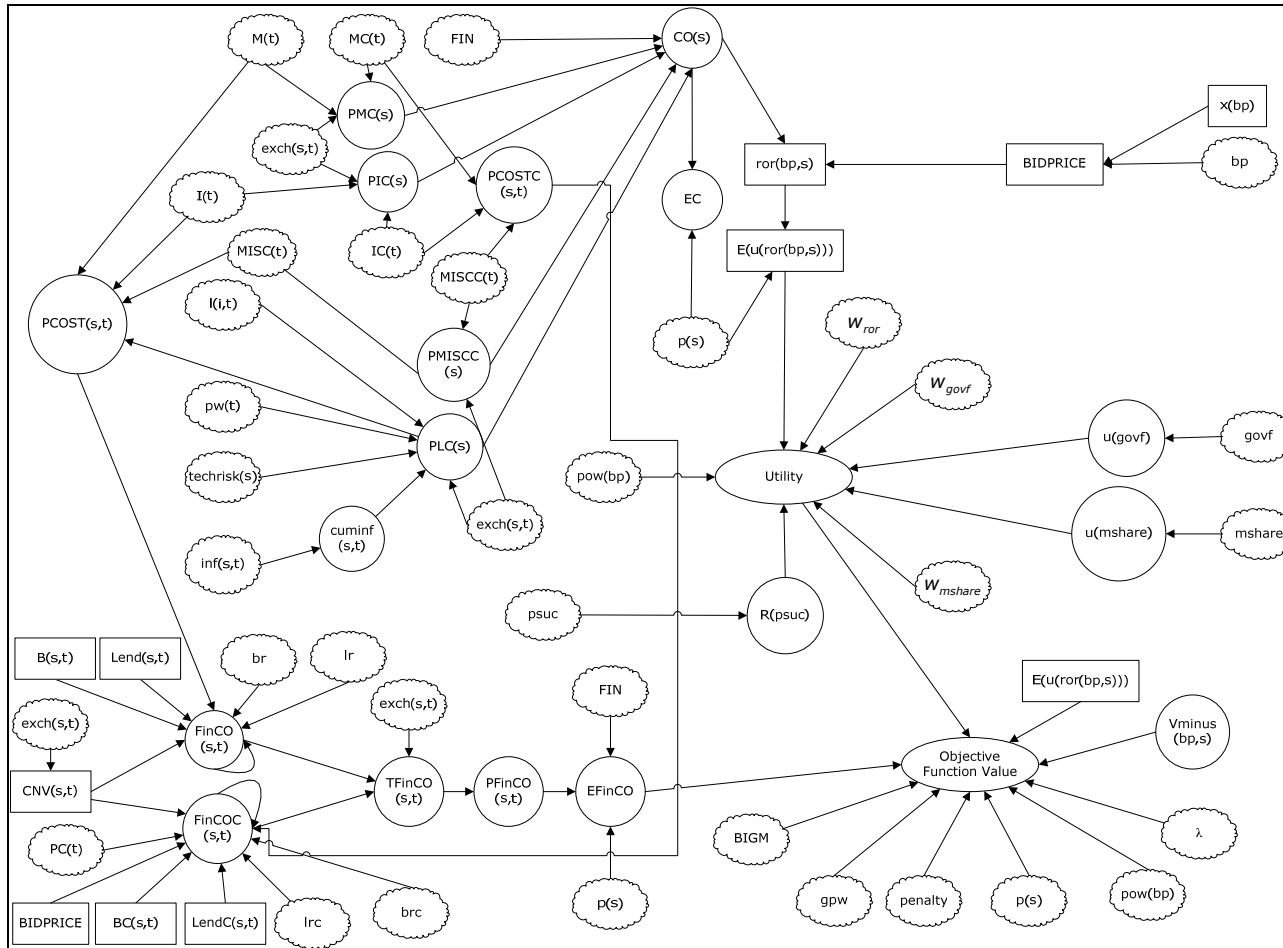 M(t)
MC(t)
FIN
CO(s)
PMC(s)
x(bp)
exch(s,t)
ror(bp,s)
BIDPRICE
bp
PIC(s)
PCOSTC
(s,t)
I(t)
EC
IC(t)
MISC(t)
MISCC(t)
E(u(ror(bp,s)))
l(i,t)
PCOST(s,t)
p(s)
W_ror
PMISCC
(s)
W_govf
pw(t)
PLC(s)
u(govf)
govf
techrisk(s)
pow(bp)
Utility
cuminf
(s,t)
exch(s,t)
u(mshare)
mshare
inf(s,t)
W_mshare
psuc
R(psuc)
B(s,t)
Lend(s,t)
br
lr
FIN
E(u(ror(bp,s)))
exch(s,t)
exch(s,t)
FinCO
(s,t)
Vminus
(bp,s)
CNV(s,t)
TFinCO
(s,t)
PFinCO
(s,t)
EFinCO
Objective
Function Value
FinCOC
(s,t)
PC(t)
BIGM
λ
BIDPRICE
BC(s,t)
LendC(s,t)
lrc
brc
p(s)
gpw
penalty
p(s)
pow(bp)